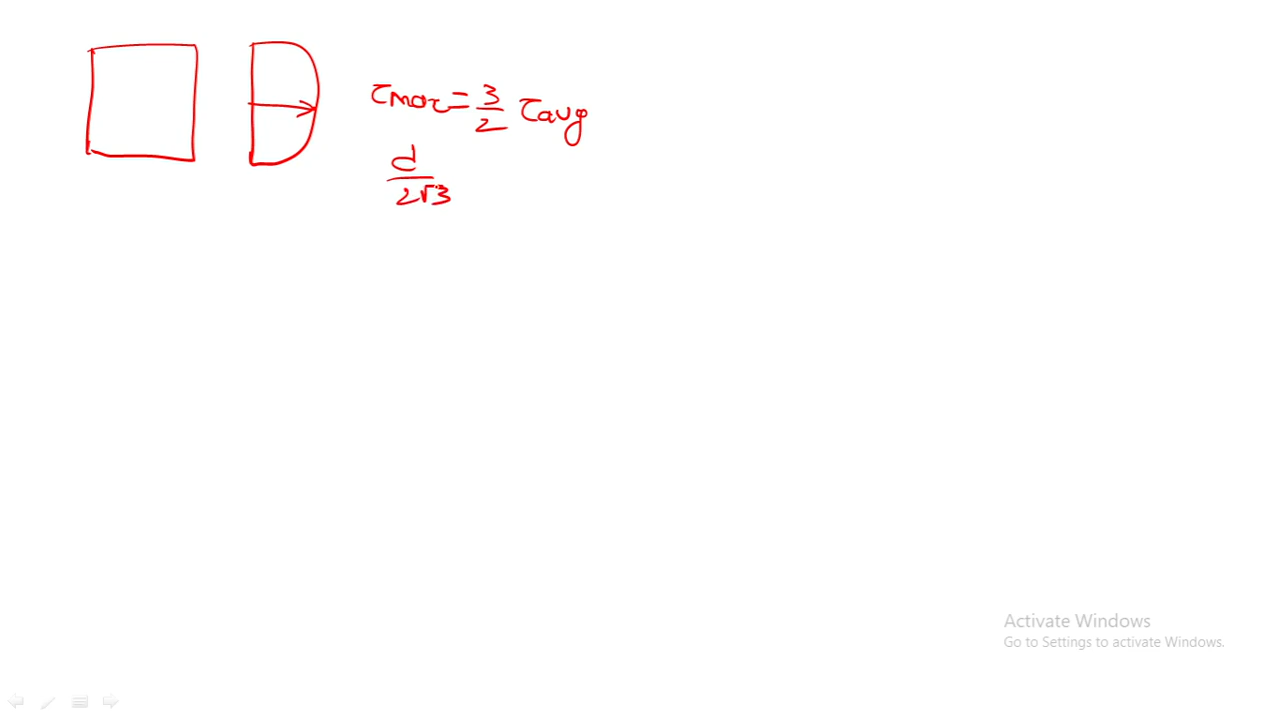 τmax = 3/2 τavg
d/2√3
Activate Windows
Go to Settings to activate Windows.